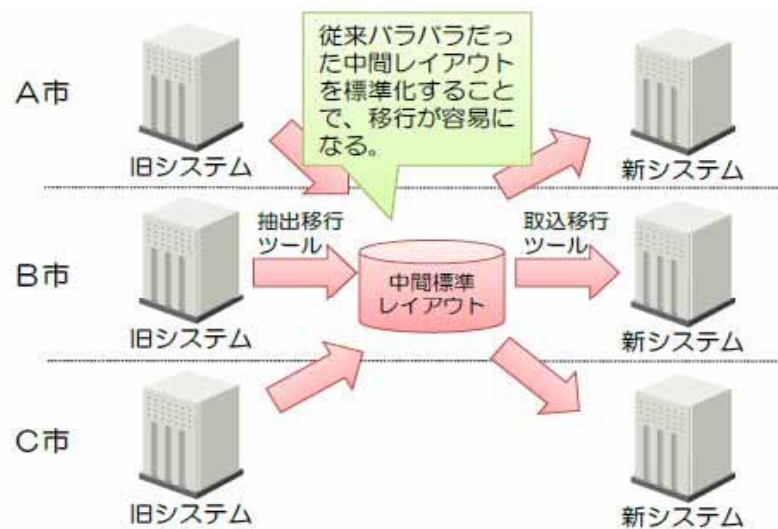 従来バラバラだっ
た中間レイアウト
を標準化すること
で、移行が容易に
なる。
A市
旧システム
新システム
抽出移行
ツール
取込移行
ツール
B市
中間標準
レイアウト
旧システム
新システム
C市
旧システム
新システム